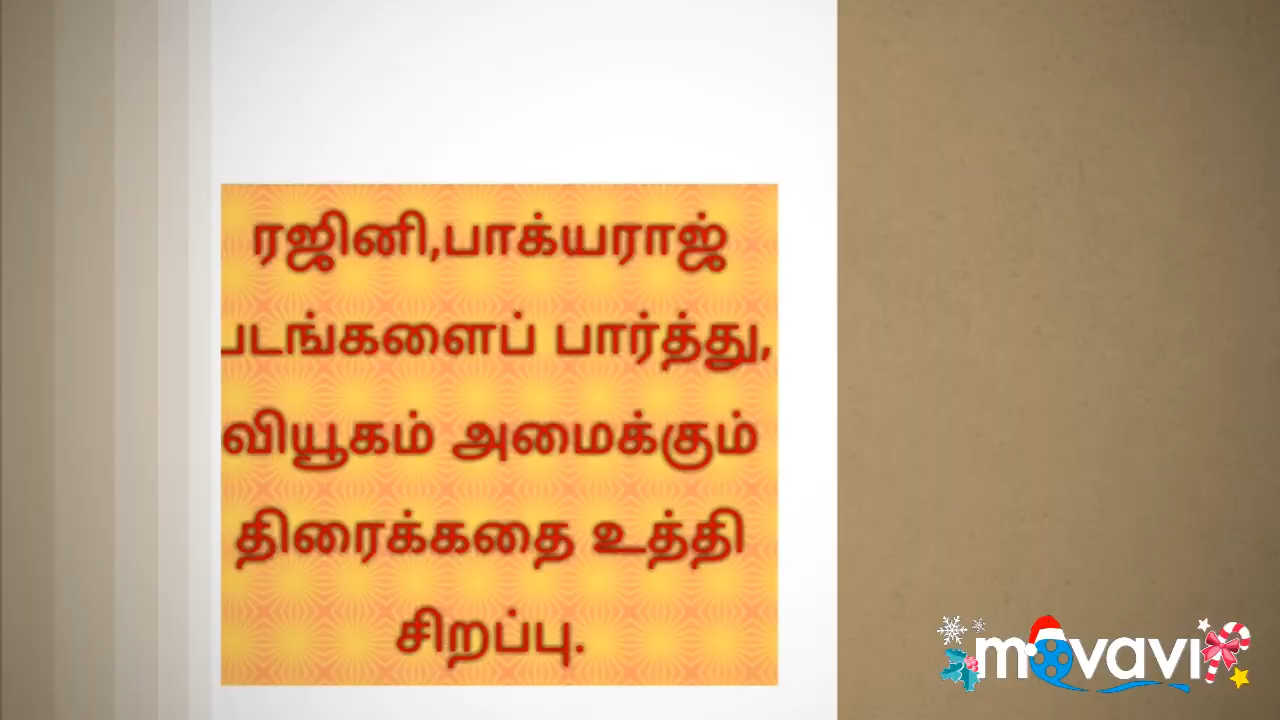 ரஜினி,பாக்யராஜ்
படங்களைப் பார்த்து,
வியூகம் அமைக்கும்
திரைக்கதை உத்தி
சிறப்பு.
movavi